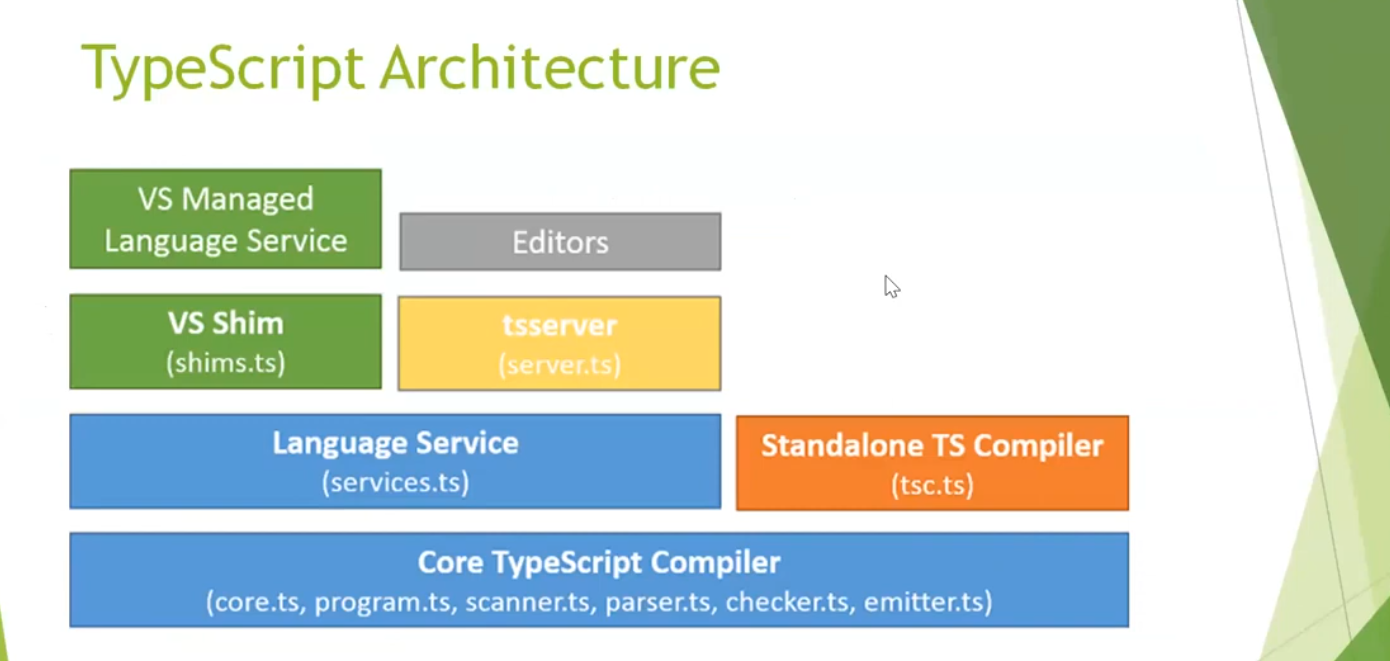 TypeScript Architecture
VS Managed
Language Service
Editors
VS Shim
(shims.ts)
tsserver
(server.ts)
Language Service
(services.ts)
Standalone TS Compiler
(tsc.ts)
Core TypeScript Compiler
(core.ts, program.ts, scanner.ts, parser.ts, checker.ts, emitter.ts)